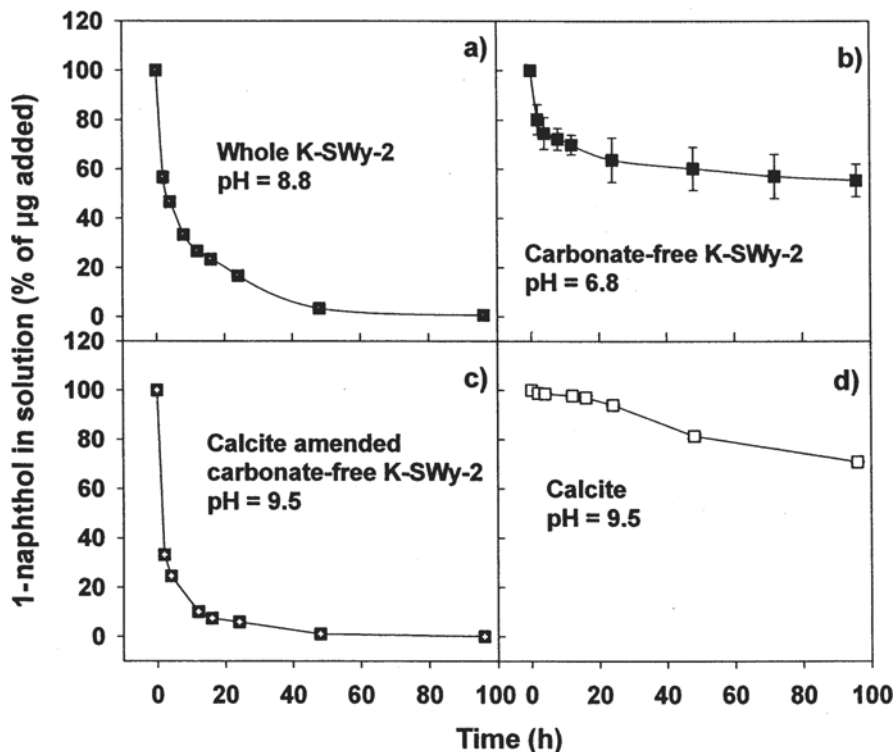 1-naphthol in solution (% of µg added)
120
100
80
60
40
20
0
a)
Whole K-SWy-2
pH = 8.8
b)
Carbonate-free K-SWy-2
pH = 6.8
120
100
80
60
40
20
0
c)
Calcite amended
carbonate-free K-SWy-2
pH = 9.5
d)
Calcite
pH = 9.5
0 20 40 60 80 100
0 20 40 60 80 100
Time (h)